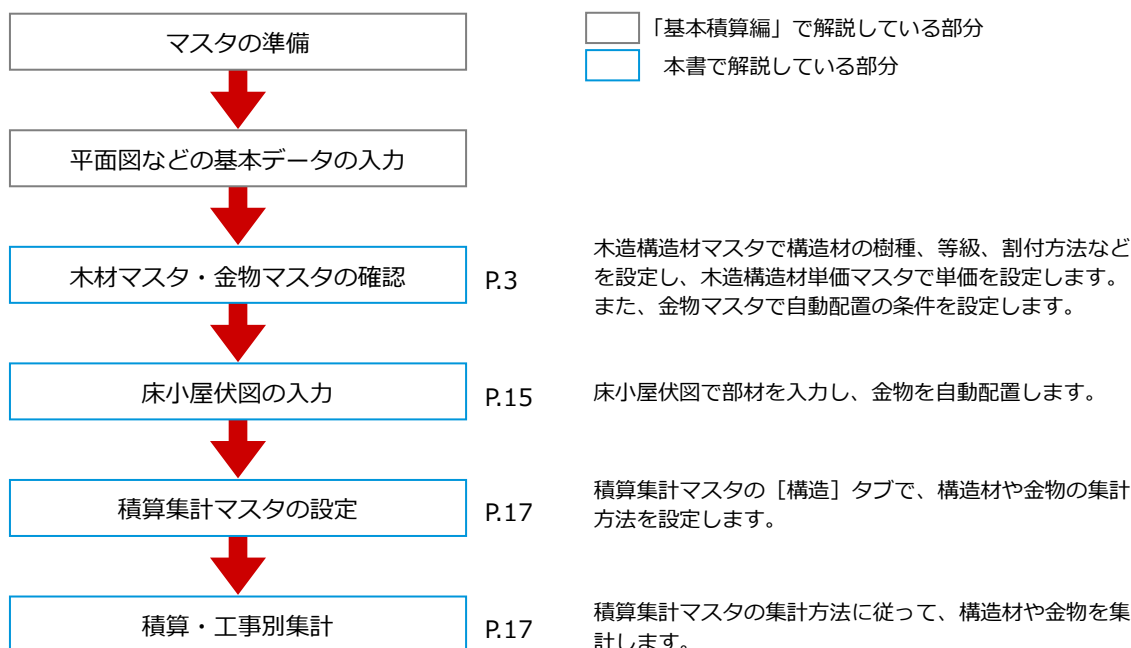 マスタの準備
「基本積算編」で解説している部分
本書で解説している部分
平面図などの基本データの入力
木材マスタ・金物マスタの確認
P.3
木造構造材マスタで構造材の樹種、等級、割付方法など
を設定し、木造構造材単価マスタで単価を設定します。
また、金物マスタで自動配置の条件を設定します。
床小屋伏図の入力
P.15
床小屋伏図で部材を入力し、金物を自動配置します。
積算集計マスタの設定
P.17
積算集計マスタの［構造］タブで、構造材や金物の集計
方法を設定します。
積算・工事別集計
P.17
積算集計マスタの集計方法に従って、構造材や金物を集
計します。